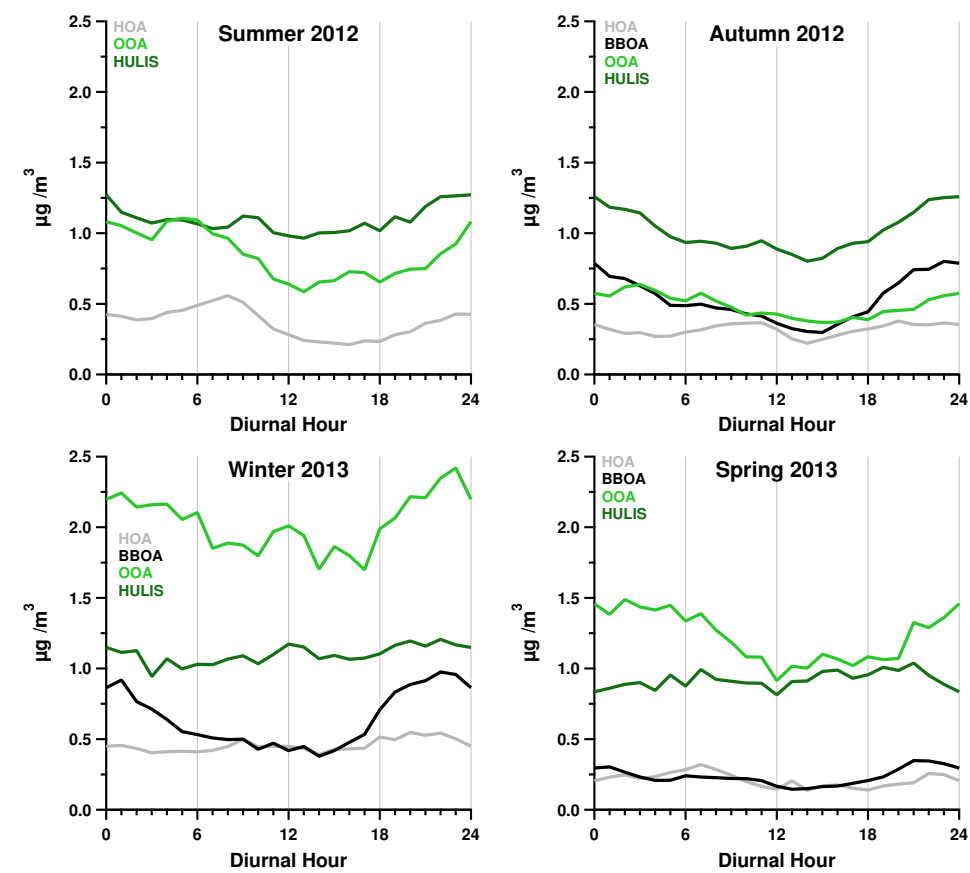 Summer 2012
HOA
OOA
HULIS
2.5
2.0
1.5
1.0
0.5
0.0
µg /m³
0 6 12 18 24
Diurnal Hour
Autumn 2012
HOA
BBOA
OOA
HULIS
2.5
2.0
1.5
1.0
0.5
0.0
µg /m³
0 6 12 18 24
Diurnal Hour
Winter 2013
HOA
BBOA
OOA
HULIS
2.5
2.0
1.5
1.0
0.5
0.0
µg /m³
0 6 12 18 24
Diurnal Hour
Spring 2013
HOA
BBOA
OOA
HULIS
2.5
2.0
1.5
1.0
0.5
0.0
µg /m³
0 6 12 18 24
Diurnal Hour